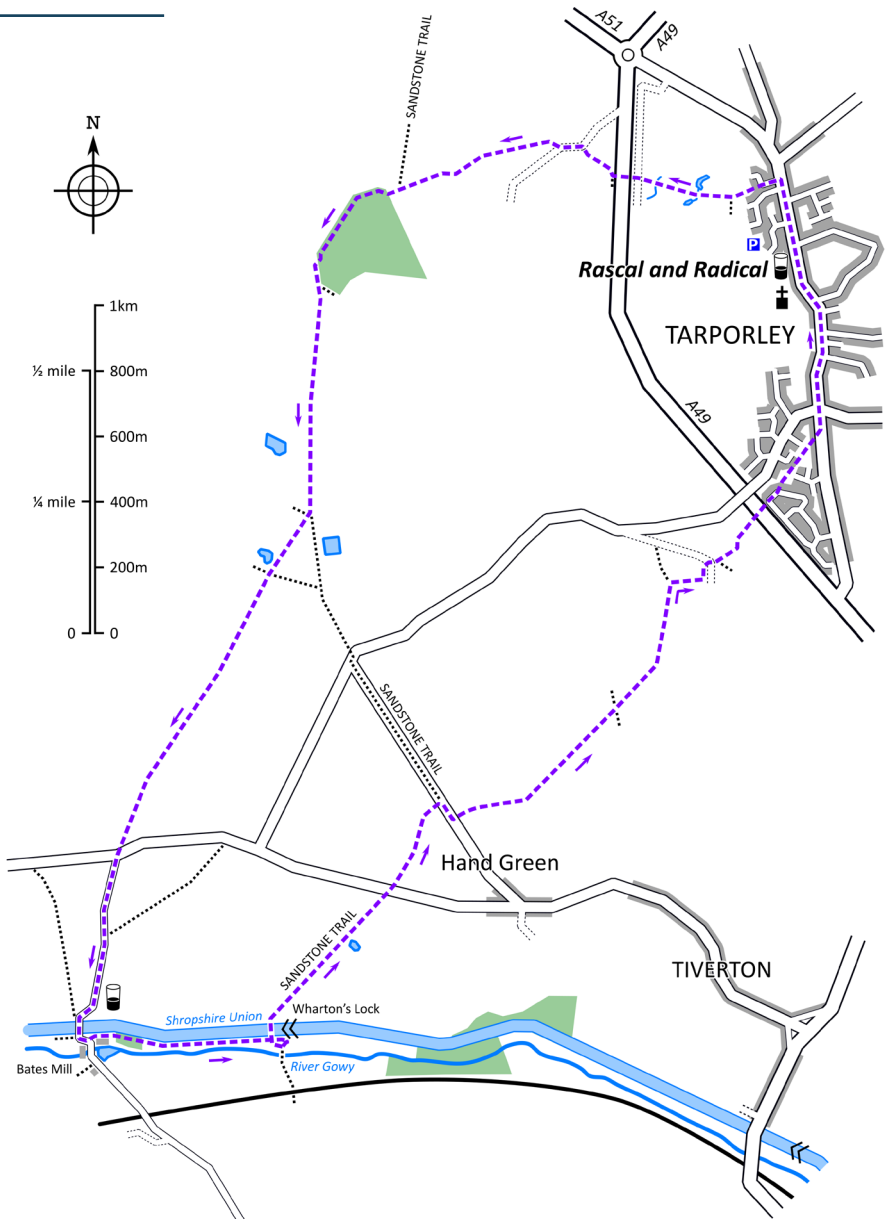 A51
A49
SANDSTONE TRAIL
N
P
Rascal and Radical
1km
TARPORLEY
½ mile
800m
A49
600m
¼ mile
400m
200m
0
0
SANDSTONE TRAIL
Hand Green
SANDSTONE TRAIL
TIVERTON
Shropshire Union
Wharton's Lock
Bates Mill
River Gowy